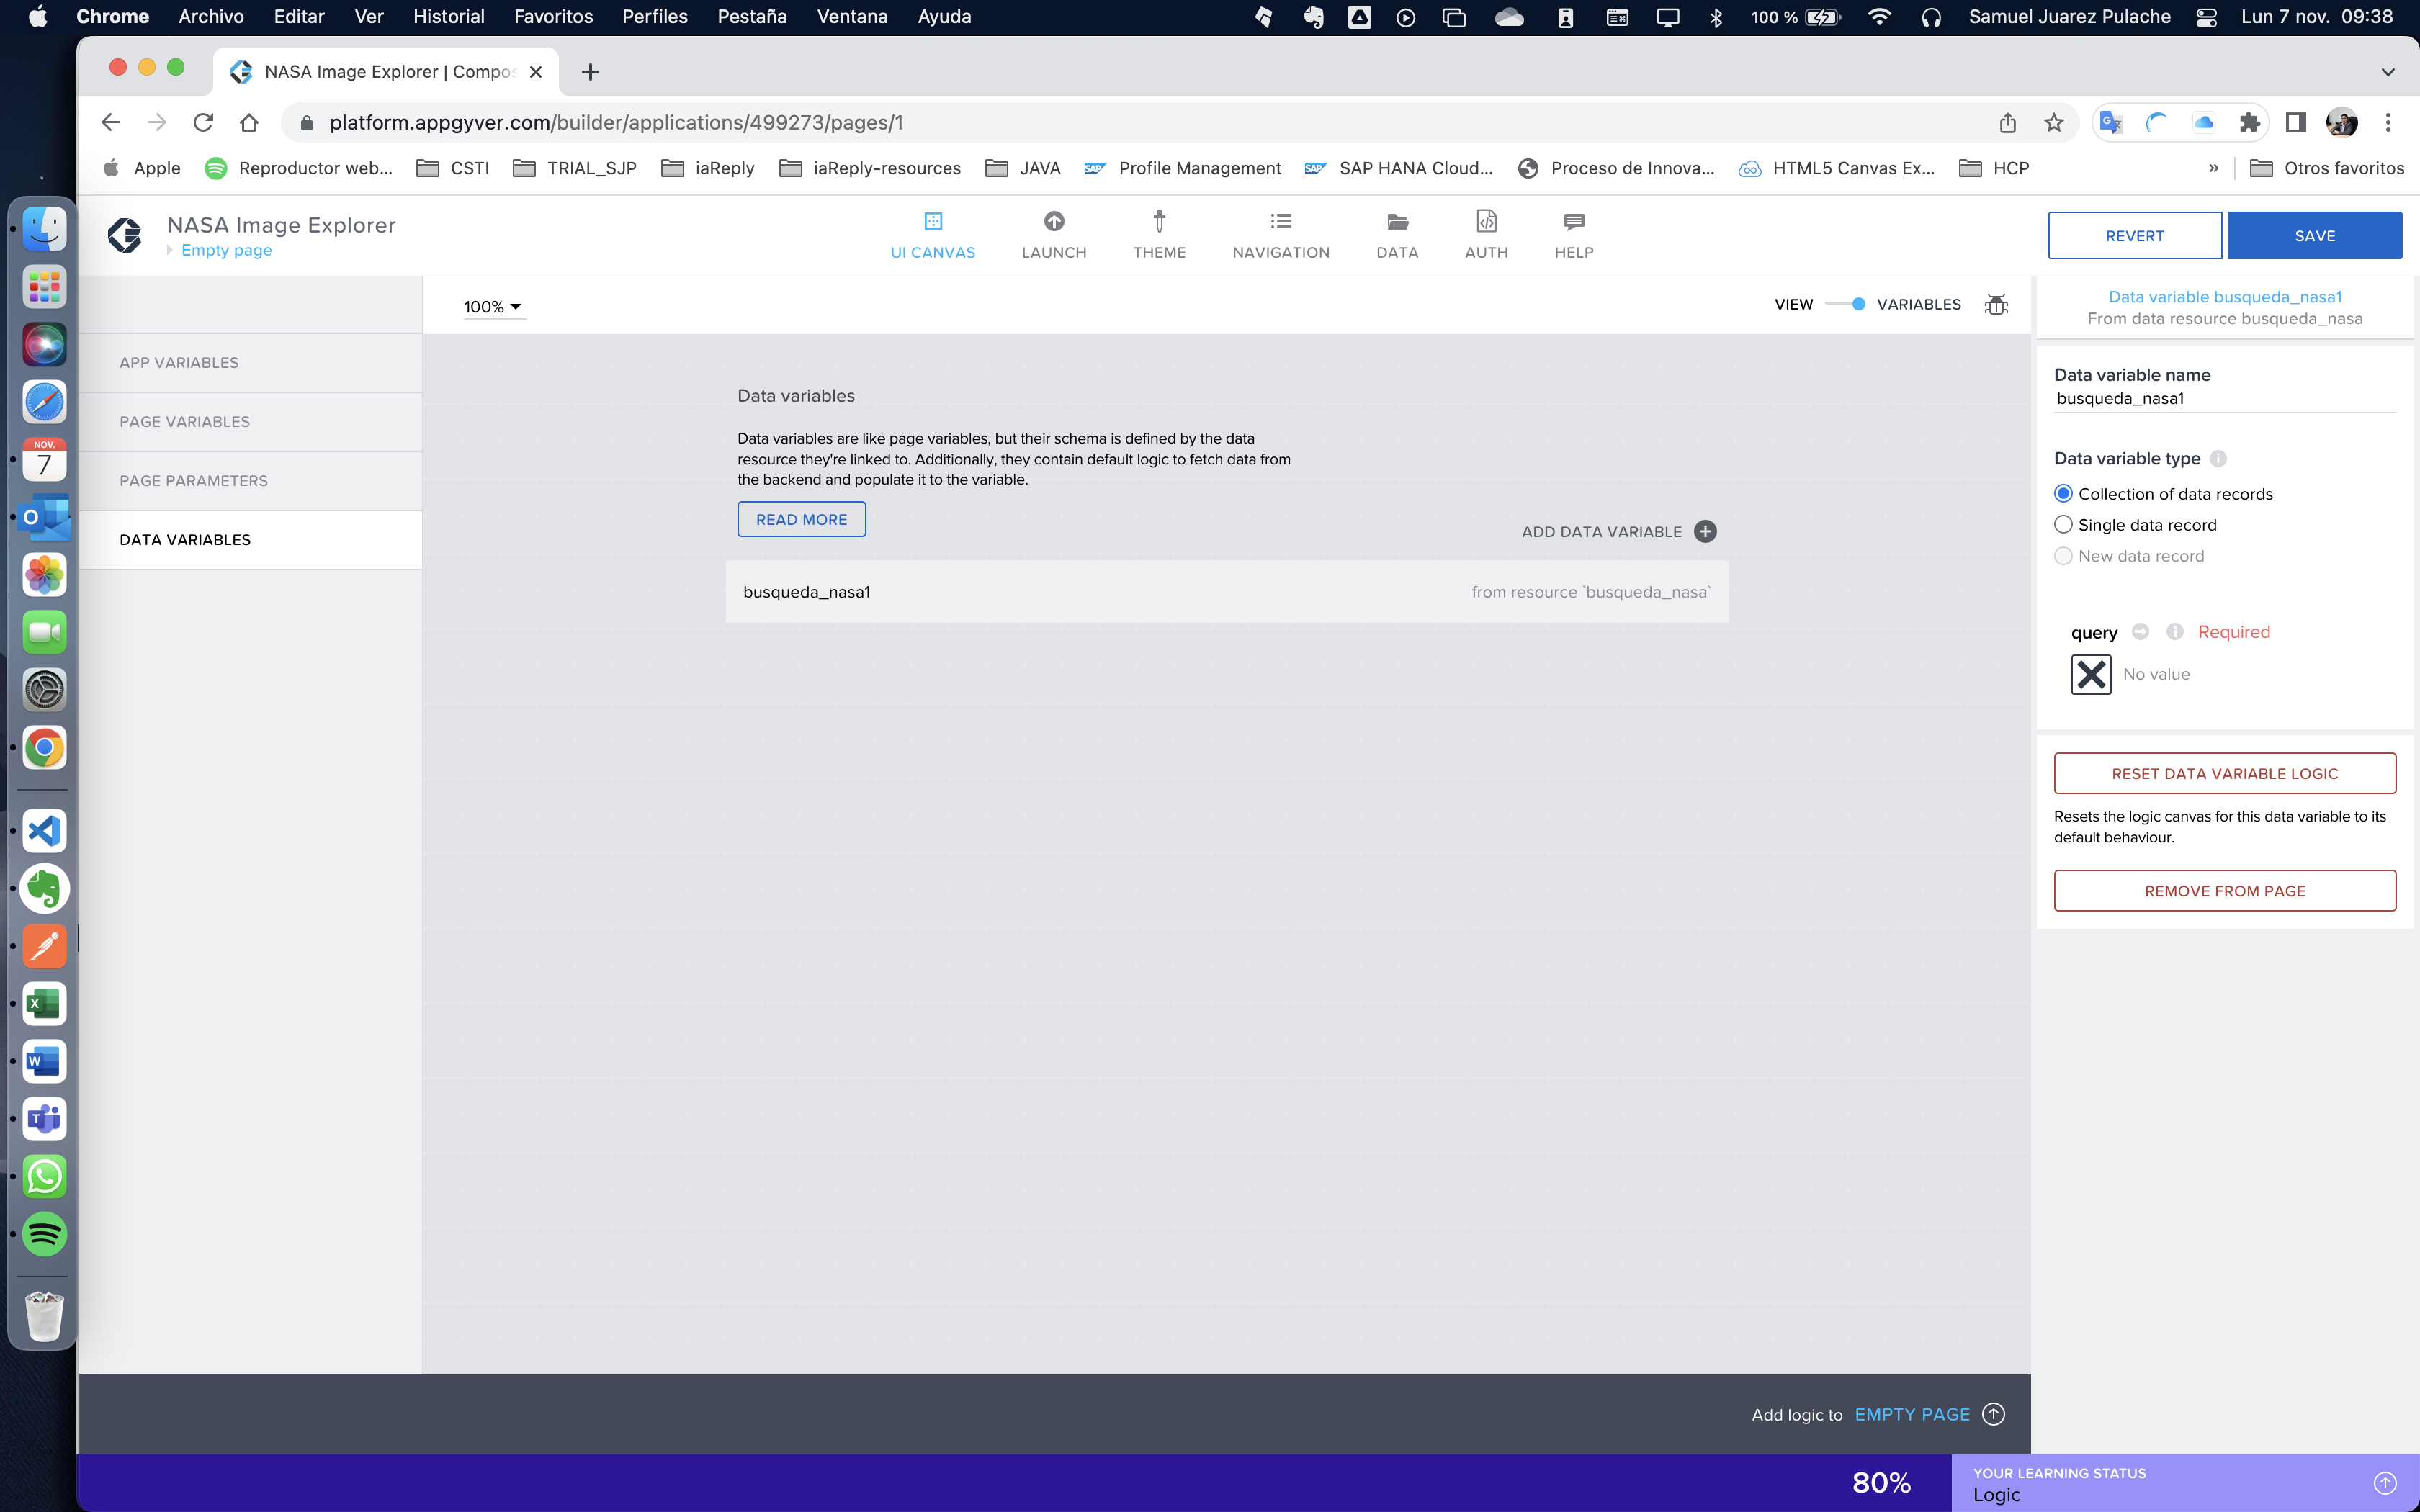 Chrome Archivo Editar Ver Historial Favoritos Perfiles Pestaña Ventana Ayuda 100 % Samuel Juarez Pulache Lun 7 nov. 09:38
NASA Image Explorer | Compos
platform.appgyver.com/builder/applications/499273/pages/1
Apple Reproductor web... CSTI TRIAL_SJP iaReply iaReply-resources JAVA SAP Profile Management SAP SAP HANA Cloud... Proceso de Innova... HTML5 Canvas Ex... HCP » Otros favoritos
NASA Image Explorer
Empty page
UI CANVAS LAUNCH THEME NAVIGATION DATA AUTH HELP
REVERT SAVE
100%
VIEW VARIABLES
Data variable busqueda_nasa1
From data resource busqueda_nasa
APP VARIABLES
PAGE VARIABLES
PAGE PARAMETERS
DATA VARIABLES
Data variables
Data variables are like page variables, but their schema is defined by the data
resource they're linked to. Additionally, they contain default logic to fetch data from
the backend and populate it to the variable.
READ MORE
ADD DATA VARIABLE
busqueda_nasa1 from resource `busqueda_nasa`
Data variable name
busqueda_nasa1
Data variable type
Collection of data records
Single data record
New data record
query Required
No value
RESET DATA VARIABLE LOGIC
Resets the logic canvas for this data variable to its
default behaviour.
REMOVE FROM PAGE
NOV.
7
Add logic to EMPTY PAGE
80%
YOUR LEARNING STATUS
Logic